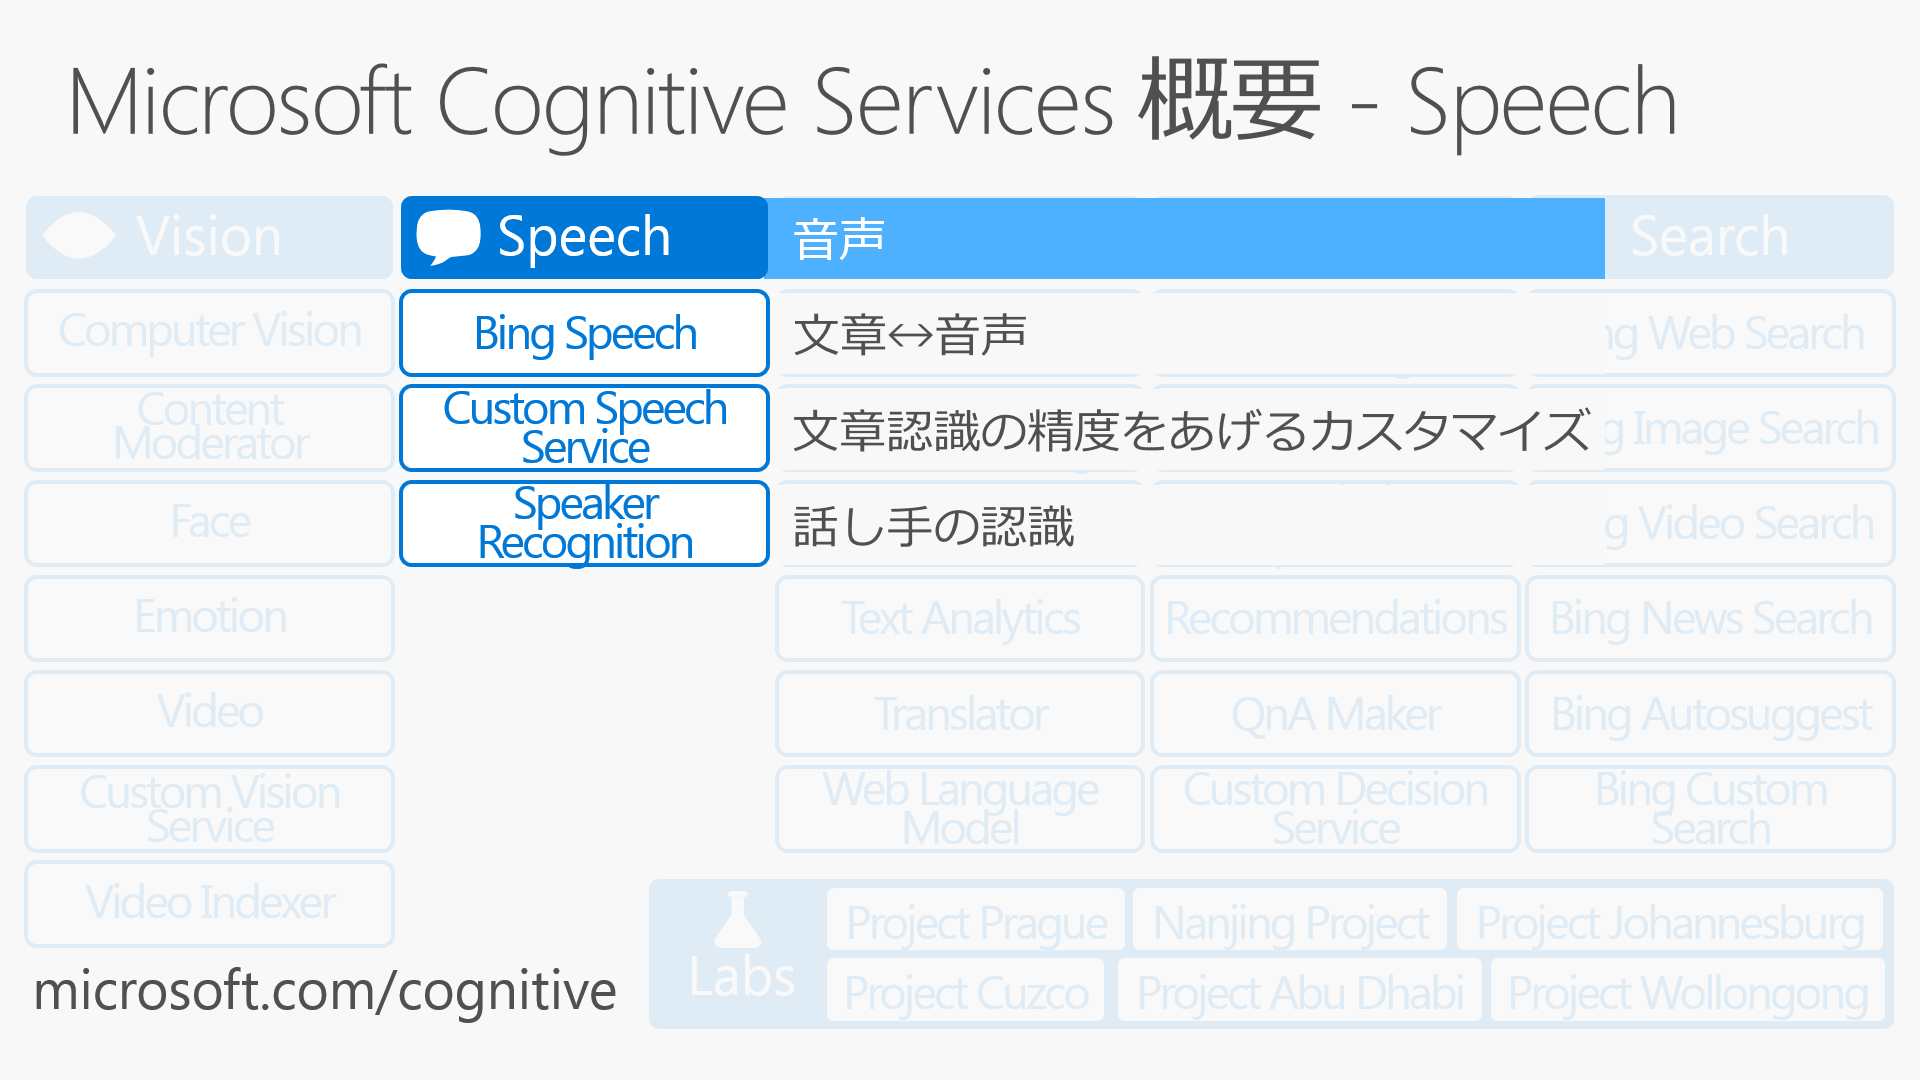 Microsoft Cognitive Services 概要 - Speech
Vision
Speech
音声
Search
Computer Vision
Bing Speech
文章↔音声
ng Web Search
Content
Moderator
Custom Speech
Service
文章認識の精度をあげるカスタマイズ
g Image Search
Face
Speaker
Recognition
話し手の認識
g Video Search
Emotion
Text Analytics
Recommendations
Bing News Search
Video
Translator
QnA Maker
Bing Autosuggest
Custom Vision
Service
Web Language
Model
Custom Decision
Service
Bing Custom
Search
Video Indexer
Labs
Project Prague
Nanjing Project
Project Johannesburg
Project Cuzco
Project Abu Dhabi
Project Wollongong
microsoft.com/cognitive